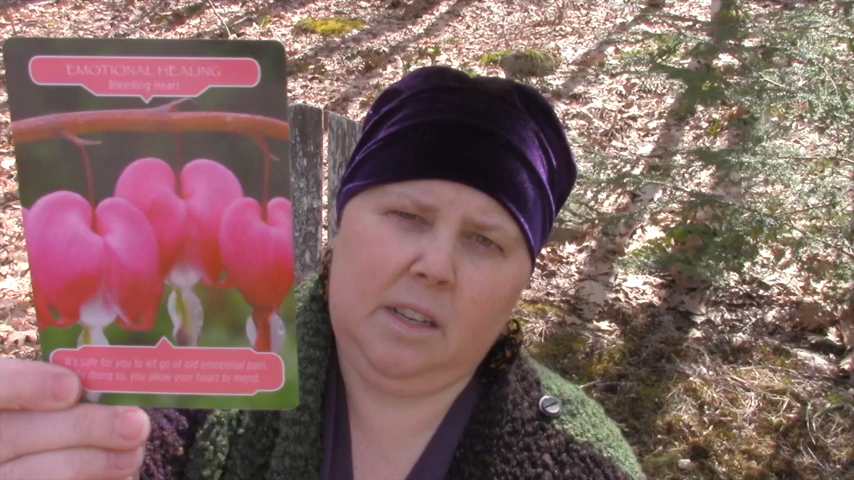 EMOTIONAL HEALING
Bleeding Heart
It's safe for you to let go of old emotional pain.
doing so, you allow your heart to mend.